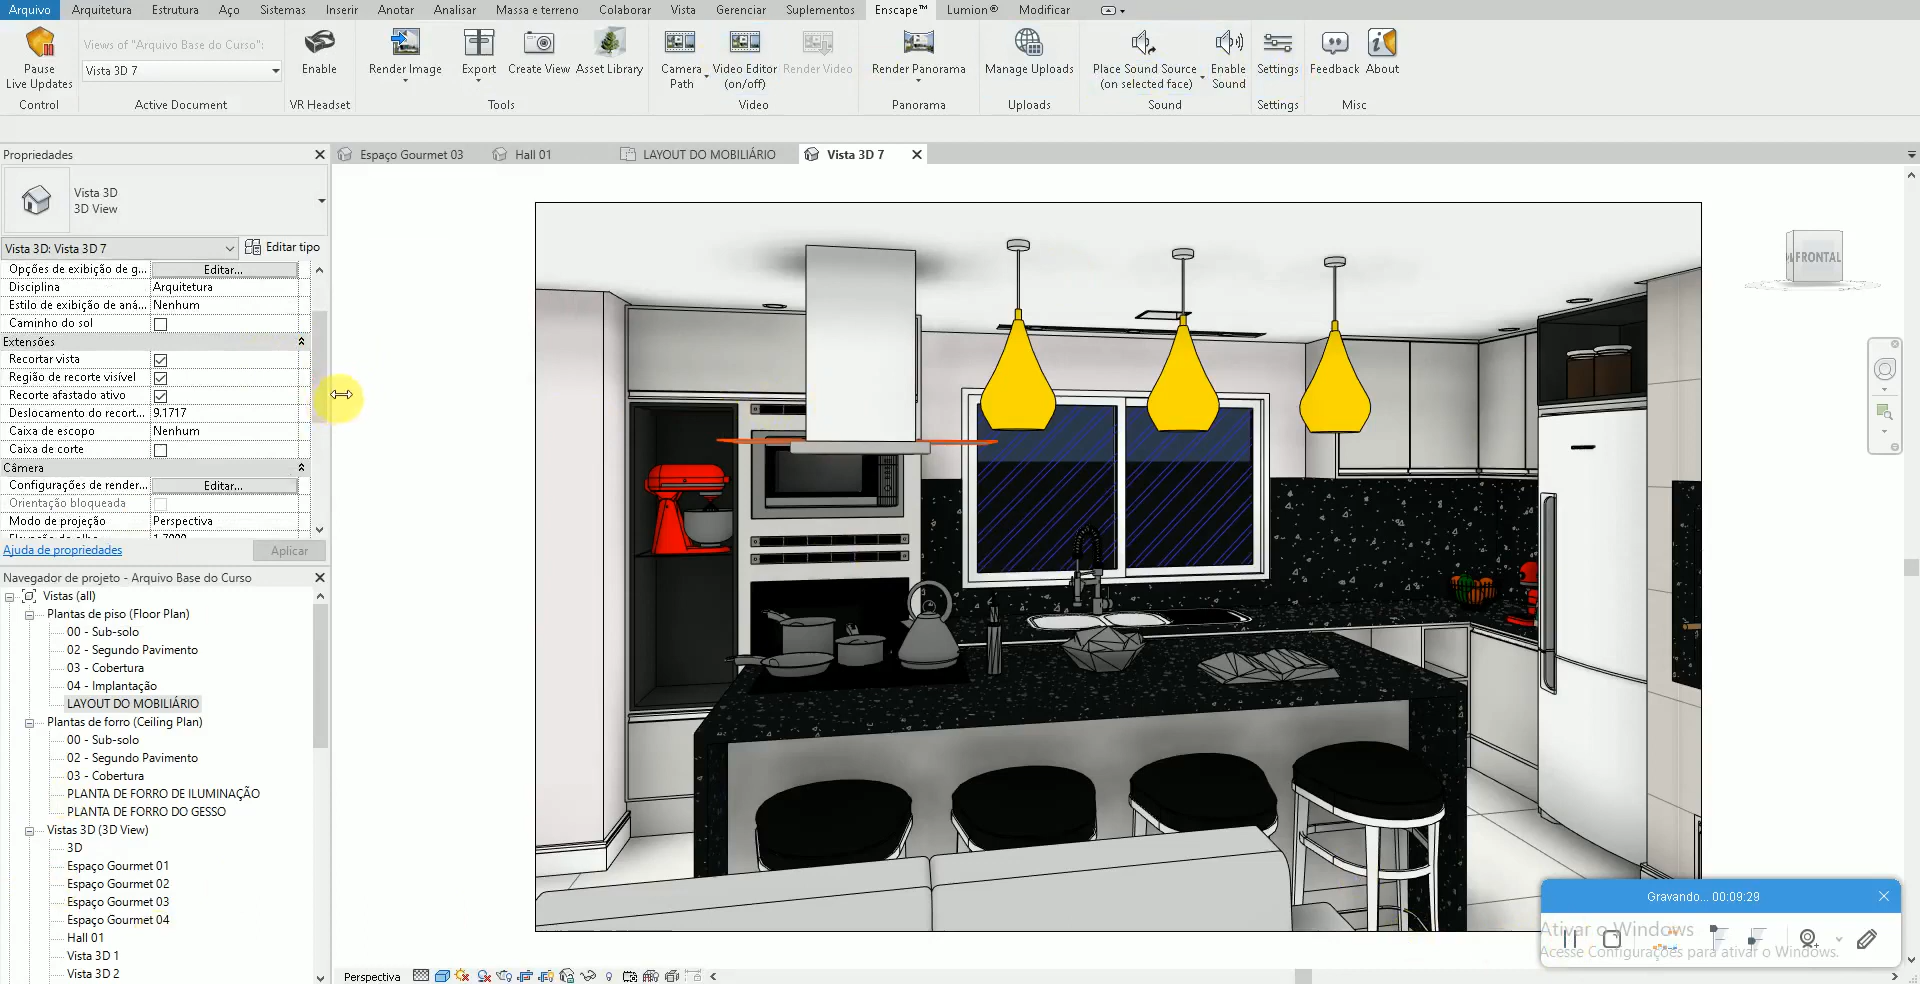 Arquivo Arquitetura Estrutura Aço Sistemas Inserir Anotar Analisar Massa e terreno Colaborar Vista Gerenciar Suplementos Enscape™ Lumion® Modificar
Pause
Live Updates
Views of "Arquivo Base do Curso":
Vista 3D 7
Enable
Render Image
Export
Create View
Asset Library
Camera
Path
Video Editor
(on/off)
Render Video
Render Panorama
Manage Uploads
Place Sound Source
(on selected face)
Enable
Sound
Settings
Feedback
About
Control Active Document VR Headset Tools Video Panorama Uploads Sound Settings Misc
Propriedades
Espaço Gourmet 03
Hall 01
LAYOUT DO MOBILIÁRIO
Vista 3D 7
Vista 3D
3D View
Vista 3D: Vista 3D 7
Editar tipo
Opções de exibição de g... Editar...
Disciplina Arquitetura
Estilo de exibição de aná... Nenhum
Caminho do sol
Extensões
Recortar vista
Região de recorte visível
Recorte afastado ativo
Deslocamento do recort... 9.1717
Caixa de escopo Nenhum
Caixa de corte
Câmera
Configurações de render... Editar...
Orientação bloqueada
Modo de projeção Perspectiva
Ajuda de propriedades
Aplicar
Navegador de projeto - Arquivo Base do Curso
Vistas (all)
Plantas de piso (Floor Plan)
00 - Sub-solo
02 - Segundo Pavimento
03 - Cobertura
04 - Implantação
LAYOUT DO MOBILIÁRIO
Plantas de forro (Ceiling Plan)
00 - Sub-solo
02 - Segundo Pavimento
03 - Cobertura
PLANTA DE FORRO DE ILUMINAÇÃO
PLANTA DE FORRO DO GESSO
Vistas 3D (3D View)
3D
Espaço Gourmet 01
Espaço Gourmet 02
Espaço Gourmet 03
Espaço Gourmet 04
Hall 01
Vista 3D 1
Vista 3D 2
FRONTAL
Perspectiva
Gravando... 00:09:29
Ativar o Windows
Acesse Configurações para ativar o Windows.